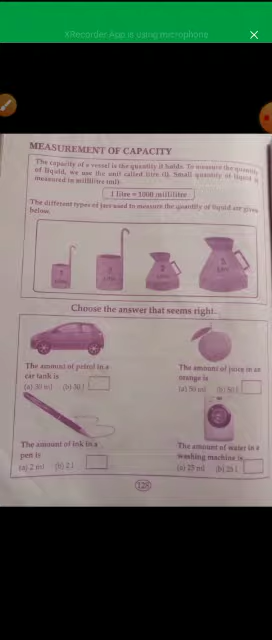 XRecorder App is using microphone
MEASUREMENT OF CAPACITY
The capacity of a vessel is the quantity it holds. To measure the quantity
of liquid, we use the unit called litre (l). Small quantity of liquid is
measured in millilitre (ml).
1 litre = 1000 millilitre
The different types of jars used to measure the quantity of liquid are given
below.
Choose the answer that seems right.
The amount of petrol in a
car tank is
(a) 30 ml (b) 30 l
The amount of juice in an
orange is
(a) 50 ml (b) 50 l
The amount of ink in a
pen is
(a) 2 ml (b) 2 l
The amount of water in a
washing machine is
(a) 25 ml (b) 25 l
128